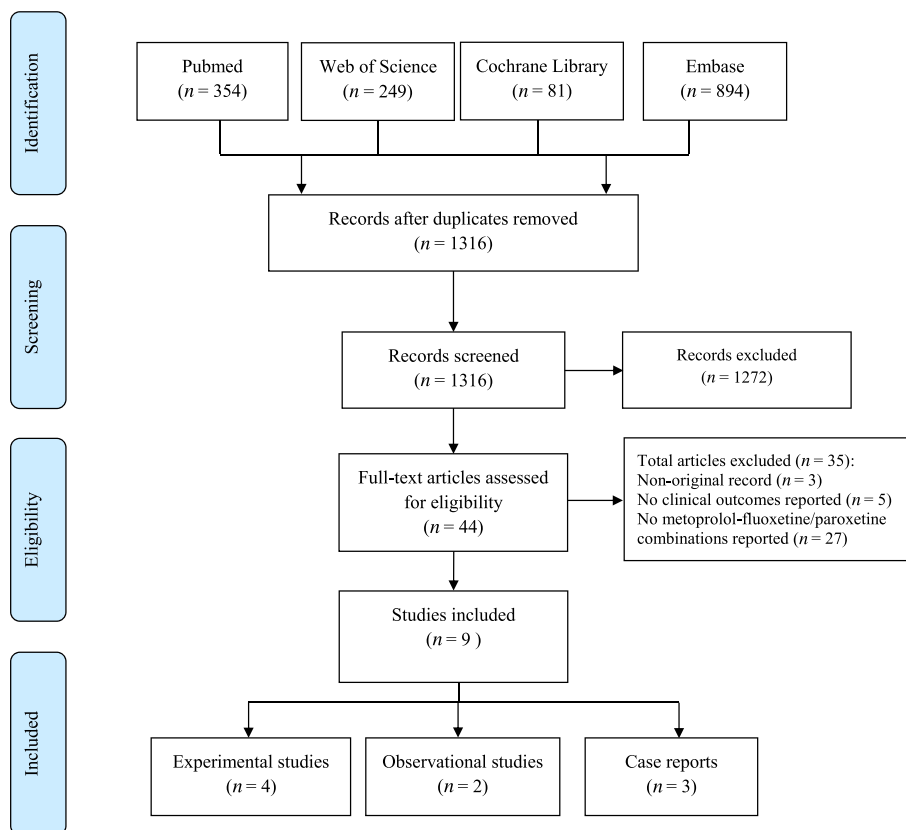 Identification
Pubmed
(n = 354)
Web of Science
(n = 249)
Cochrane Library
(n = 81)
Embase
(n = 894)
Records after duplicates removed
(n = 1316)
Screening
Records screened
(n = 1316)
Records excluded
(n = 1272)
Eligibility
Full-text articles assessed
for eligibility
(n = 44)
Total articles excluded (n = 35):
Non-original record (n = 3)
No clinical outcomes reported (n = 5)
No metoprolol-fluoxetine/paroxetine
combinations reported (n = 27)
Studies included
(n = 9 )
Included
Experimental studies
(n = 4)
Observational studies
(n = 2)
Case reports
(n = 3)